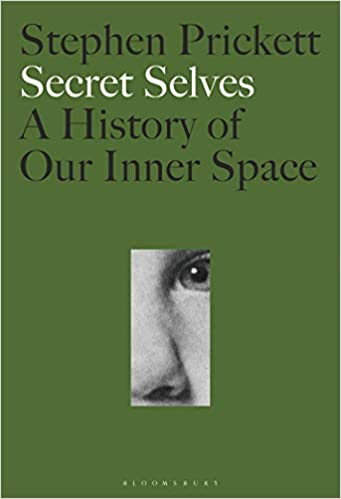 Stephen Prickett
Secret Selves
A History of
Our Inner Space
BLOOMSBURY